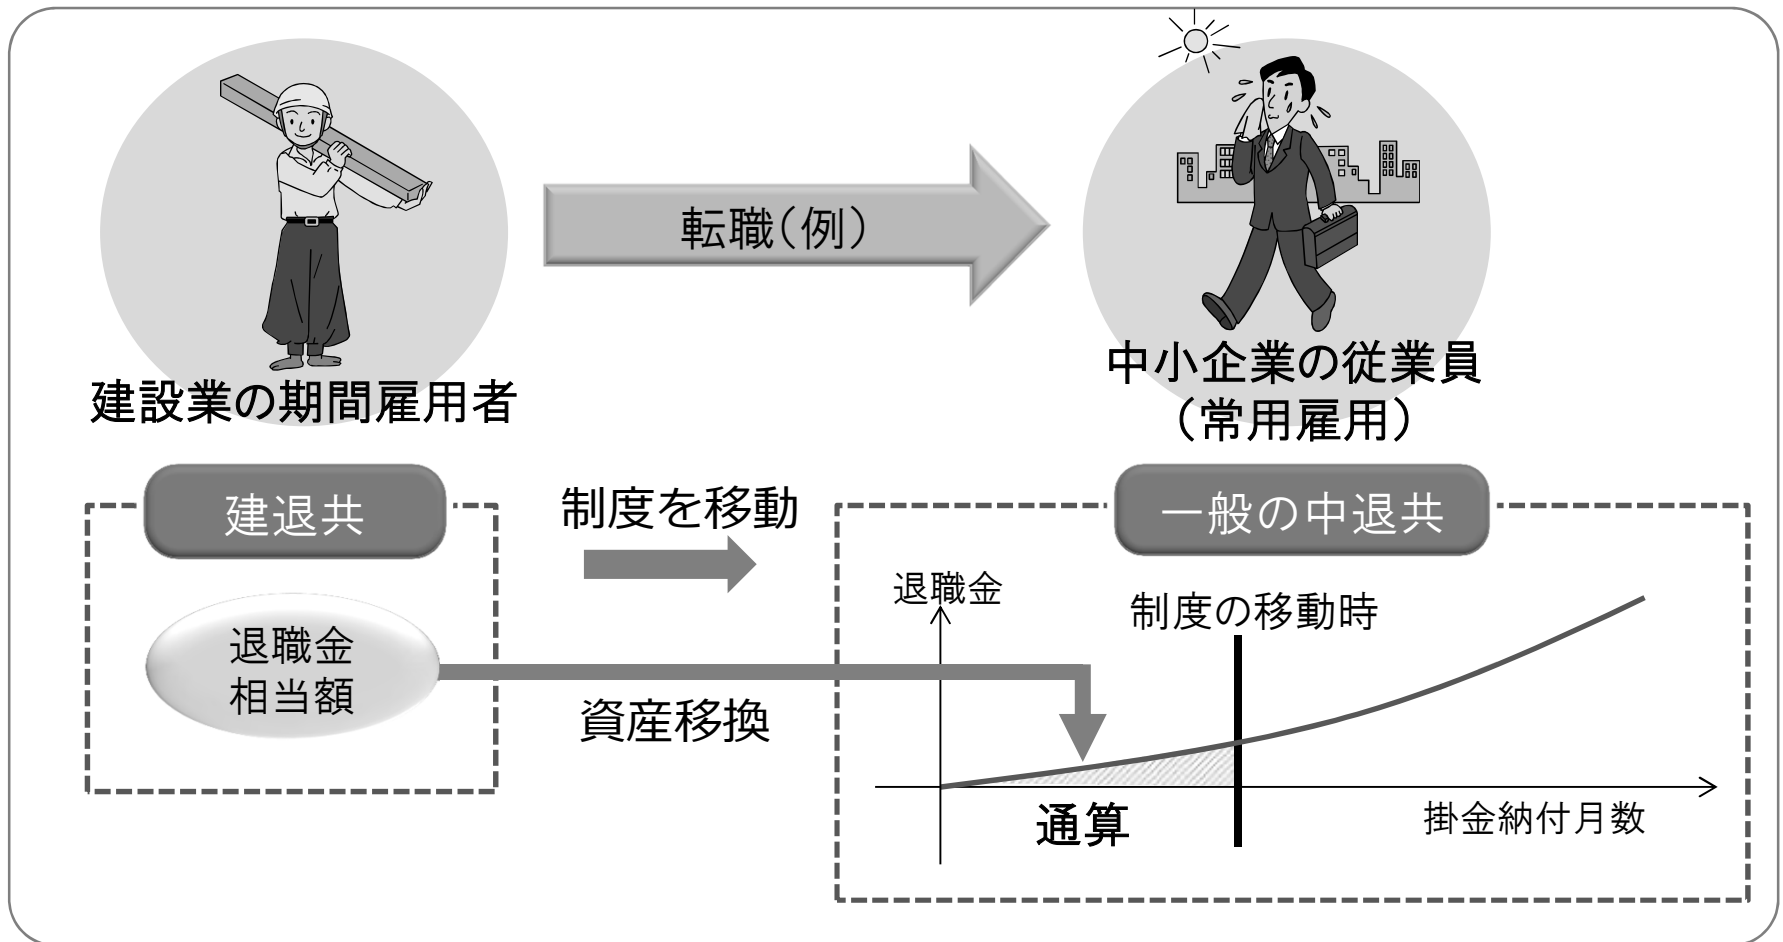 転職（例）
建設業の期間雇用者
中小企業の従業員
（常用雇用）
建退共
制度を移動
一般の中退共
退職金
相当額
資産移換
退職金
制度の移動時
通算
掛金納付月数